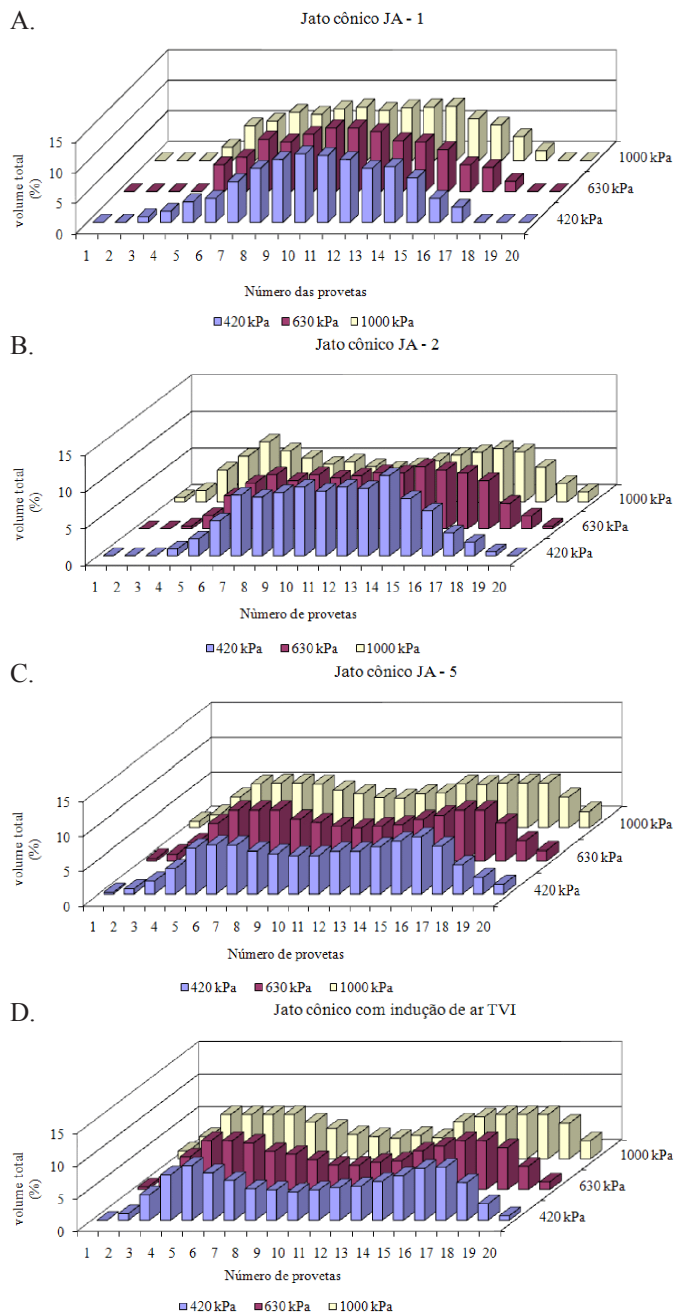 A.
Jato cônico JA - 1
volume total
(%)
15
10
5
0
1 2 3 4 5 6 7 8 9 10 11 12 13 14 15 16 17 18 19 20
1000 kPa
630 kPa
420 kPa
Número das provetas
420 kPa 630 kPa 1000 kPa
B.
Jato cônico JA - 2
volume total
(%)
15
10
5
0
1 2 3 4 5 6 7 8 9 10 11 12 13 14 15 16 17 18 19 20
1000 kPa
630 kPa
420 kPa
Nùmero de provetas
420 kPa 630 kPa 1000 kPa
C.
Jato cônico JA - 5
volume total
(%)
15
10
5
0
1 2 3 4 5 6 7 8 9 10 11 12 13 14 15 16 17 18 19 20
1000 kPa
630 kPa
420 kPa
Número de provetas
420 kPa 630 kPa 1000 kPa
D.
Jato cônico com indução de ar TVI
volume total
(%)
15
10
5
0
1 2 3 4 5 6 7 8 9 10 11 12 13 14 15 16 17 18 19 20
1000 kPa
630 kPa
420 kPa
Número de provetas
420 kPa 630 kPa 1000 kPa